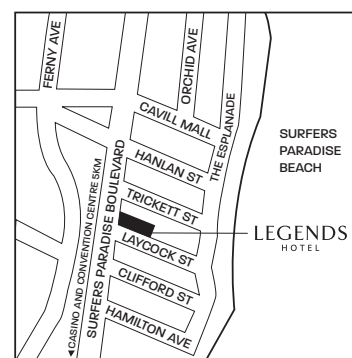 FERNY AVE
ORCHID AVE
CAVILL MALL
HANLAN ST
THE ESPLANADE
SURFERS
PARADISE
BEACH
TRICKETT ST
LEGENDS
HOTEL
LAYCOCK ST
CLIFFORD ST
HAMILTON AVE
SURFERS PARADISE BOULEVARD
◀CASINO AND CONVENTION CENTRE 5KM